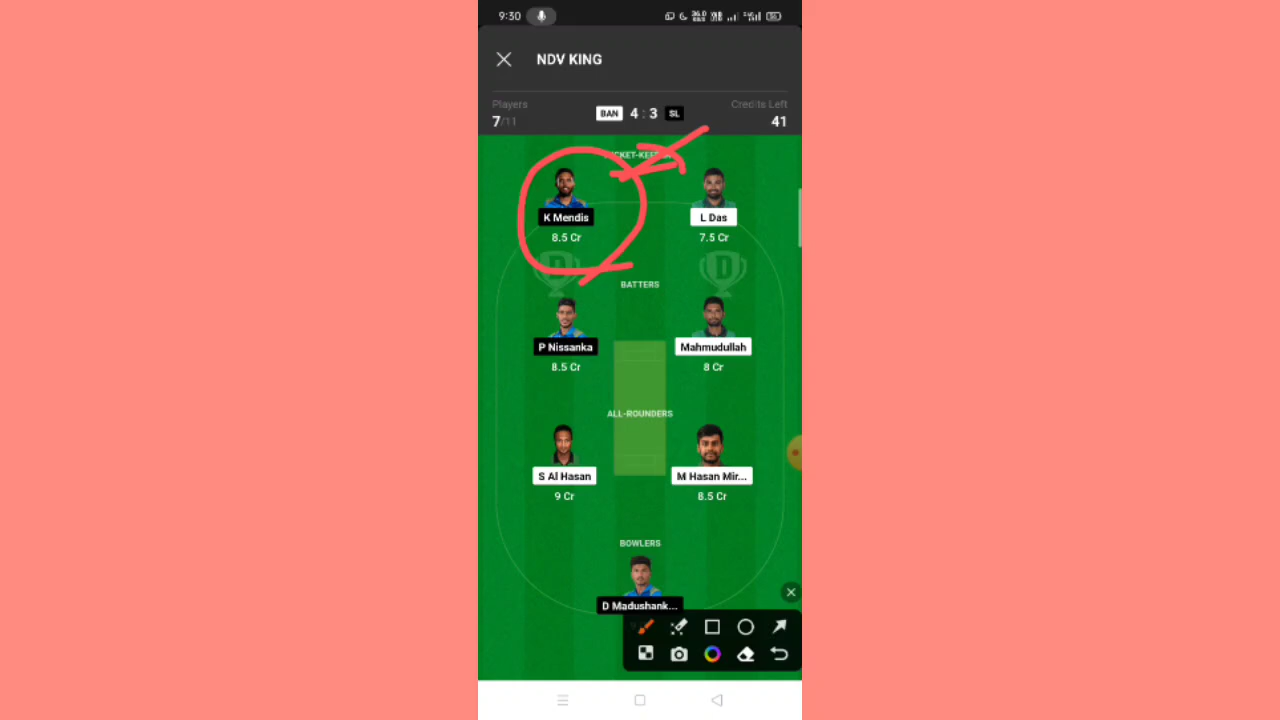 9:30
NDV KING
Players
Credits Left
7/11
BAN 4 : 3 SL
41
K Mendis
L Das
8.5 Cr
7.5 Cr
BATTERS
P Nissanka
Mahmudullah
8.5 Cr
8 Cr
ALL-ROUNDERS
S Al Hasan
M Hasan Mir...
9 Cr
8.5 Cr
BOWLERS
D Madushank...